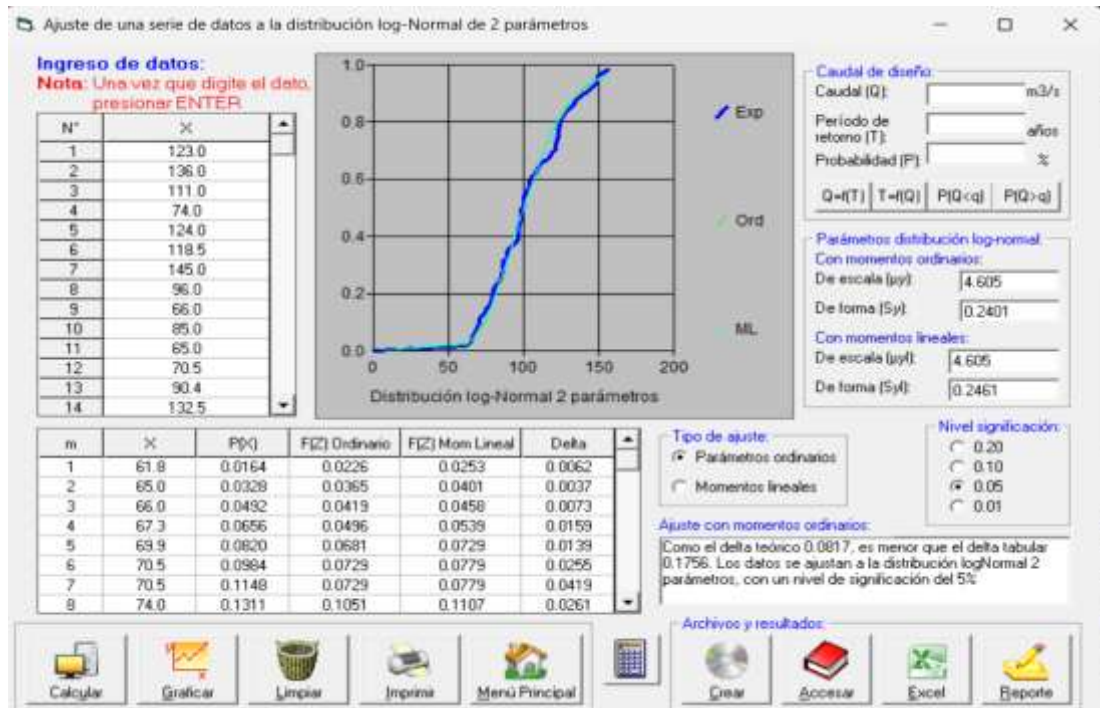 Ajuste de una serie de datos a la distribución log-Normal de 2 parámetros
Ingreso de datos:
Nota: Una vez que digite el dato,
presionar ENTER
N° X
1 123.0
2 136.0
3 111.0
4 74.0
5 124.0
6 118.5
7 145.0
8 96.0
9 66.0
10 85.0
11 65.0
12 70.5
13 90.4
14 132.5
1.0
0.8
0.6
0.4
0.2
0.0
0 50 100 150 200
Distribución log-Normal 2 parámetros
Exp
Ord
ML
Caudal de diseño:
Caudal (Q): m3/s
Período de
retorno (T): años
Probabilidad (P): %
Q=f(T) T=f(Q) P(Q<q) P(Q>q)
Parámetros distribución log-normal:
Con momentos ordinarios:
De escala (µy): 4.605
De forma (Sy): 0.2401
Con momentos lineales:
De escala (µyl): 4.605
De forma (Syl): 0.2461
m X P(X) F(Z) Ordinario F(Z) Mom Lineal Delta
1 61.8 0.0164 0.0226 0.0253 0.0062
2 65.0 0.0328 0.0365 0.0401 0.0037
3 66.0 0.0492 0.0419 0.0458 0.0073
4 67.3 0.0656 0.0496 0.0539 0.0159
5 69.9 0.0820 0.0681 0.0729 0.0139
6 70.5 0.0984 0.0729 0.0779 0.0255
7 70.5 0.1148 0.0729 0.0779 0.0419
8 74.0 0.1311 0.1051 0.1107 0.0261
Tipo de ajuste:
Parámetros ordinarios
Momentos lineales
Nivel significación:
0.20
0.10
0.05
0.01
Ajuste con momentos ordinarios:
Como el delta teórico 0.0817, es menor que el delta tabular
0.1756. Los datos se ajustan a la distribución logNormal 2
parámetros, con un nivel de significación del 5%
Archivos y resultados:
Calcular Graficar Limpiar Imprimir Menú Principal Crear Accesar Excel Reporte